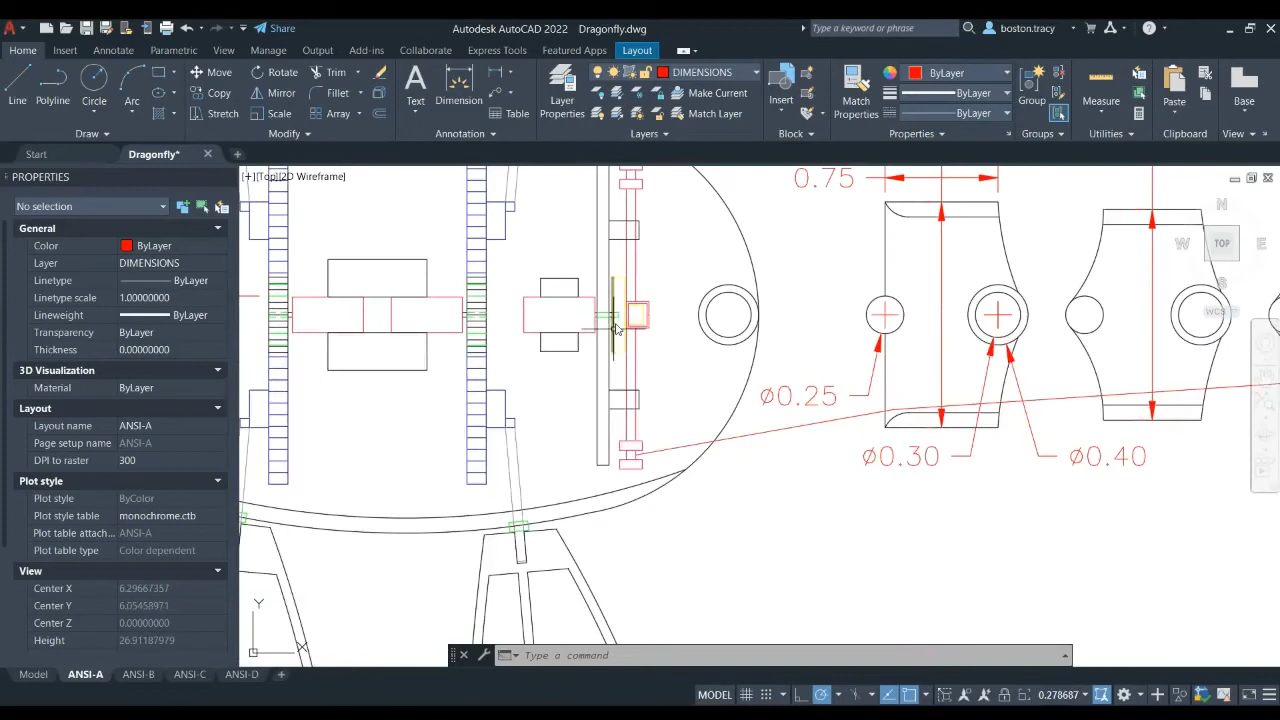 Share
Autodesk AutoCAD 2022 Dragonfly.dwg
Type a keyword or phrase
boston.tracy
Home Insert Annotate Parametric View Manage Output Add-ins Collaborate Express Tools Featured Apps Layout
Line Polyline Circle Arc
Move Rotate Trim
Copy Mirror Fillet
Stretch Scale Array
Text Dimension Table
Layer Properties
DIMENSIONS
Make Current
Match Layer
Insert
Match Properties
ByLayer
ByLayer
ByLayer
Group Measure Paste Base
Draw Modify Annotation Layers Block Properties Groups Utilities Clipboard View
Start Dragonfly*
PROPERTIES
[+][Top][2D Wireframe]
No selection
General
Color ByLayer
Layer DIMENSIONS
Linetype ByLayer
Linetype scale 1.00000000
Lineweight ByLayer
Transparency ByLayer
Thickness 0.00000000
3D Visualization
Material ByLayer
Layout
Layout name ANSI-A
Page setup name ANSI-A
DPI to raster 300
Plot style
Plot style ByColor
Plot style table monochrome.ctb
Plot table attach... ANSI-A
Plot table type Color dependent
View
Center X 6.29667357
Center Y 6.05458971
Center Z 0.00000000
Height 26.91187979
0.75
ø0.25
ø0.30
ø0.40
N
W TOP E
S
WCS
Y
X
Type a command
Model ANSI-A ANSI-B ANSI-C ANSI-D
MODEL 0.278687